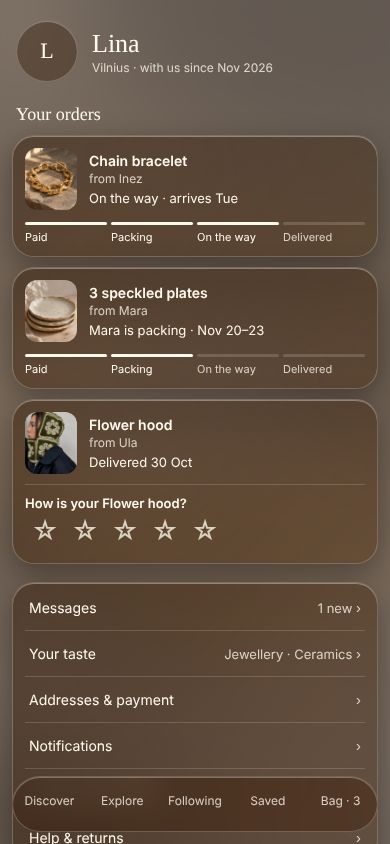 L
Lina
Vilnius · with us since Nov 2026
Your orders
Chain bracelet
from Inez
On the way · arrives Tue
Paid Packing On the way Delivered
3 speckled plates
from Mara
Mara is packing · Nov 20–23
Paid Packing On the way Delivered
Flower hood
from Ula
Delivered 30 Oct
How is your Flower hood?
Messages 1 new ›
Your taste Jewellery · Ceramics ›
Addresses & payment ›
Notifications ›
Discover Explore Following Saved Bag · 3
Help & returns ›